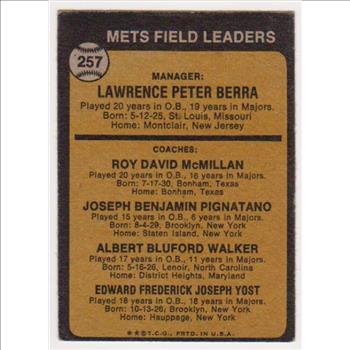 METS FIELD LEADERS
257
MANAGER:
LAWRENCE PETER BERRA
Played 20 years in O.B., 19 years in Majors.
Born: 5-12-25, St. Louis, Missouri
Home: Montclair, New Jersey
COACHES:
ROY DAVID McMILLAN
Played 20 years in O.B., 16 years in Majors.
Born: 7-17-30, Bonham, Texas
Home: Bonham, Texas
JOSEPH BENJAMIN PIGNATANO
Played 15 years in O.B., 6 years in Majors.
Born: 8-4-29, Brooklyn, New York
Home: Staten Island, New York
ALBERT BLUFORD WALKER
Played 17 years in O.B., 11 years in Majors.
Born: 5-16-26, Lenoir, North Carolina
Home: District Heights, Maryland
EDWARD FREDERICK JOSEPH YOST
Played 18 years in O.B., 18 years in Majors.
Born: 10-13-26, Brooklyn, New York
Home: Hauppage, New York
★★© T.C.G. PRTD. IN U.S.A.